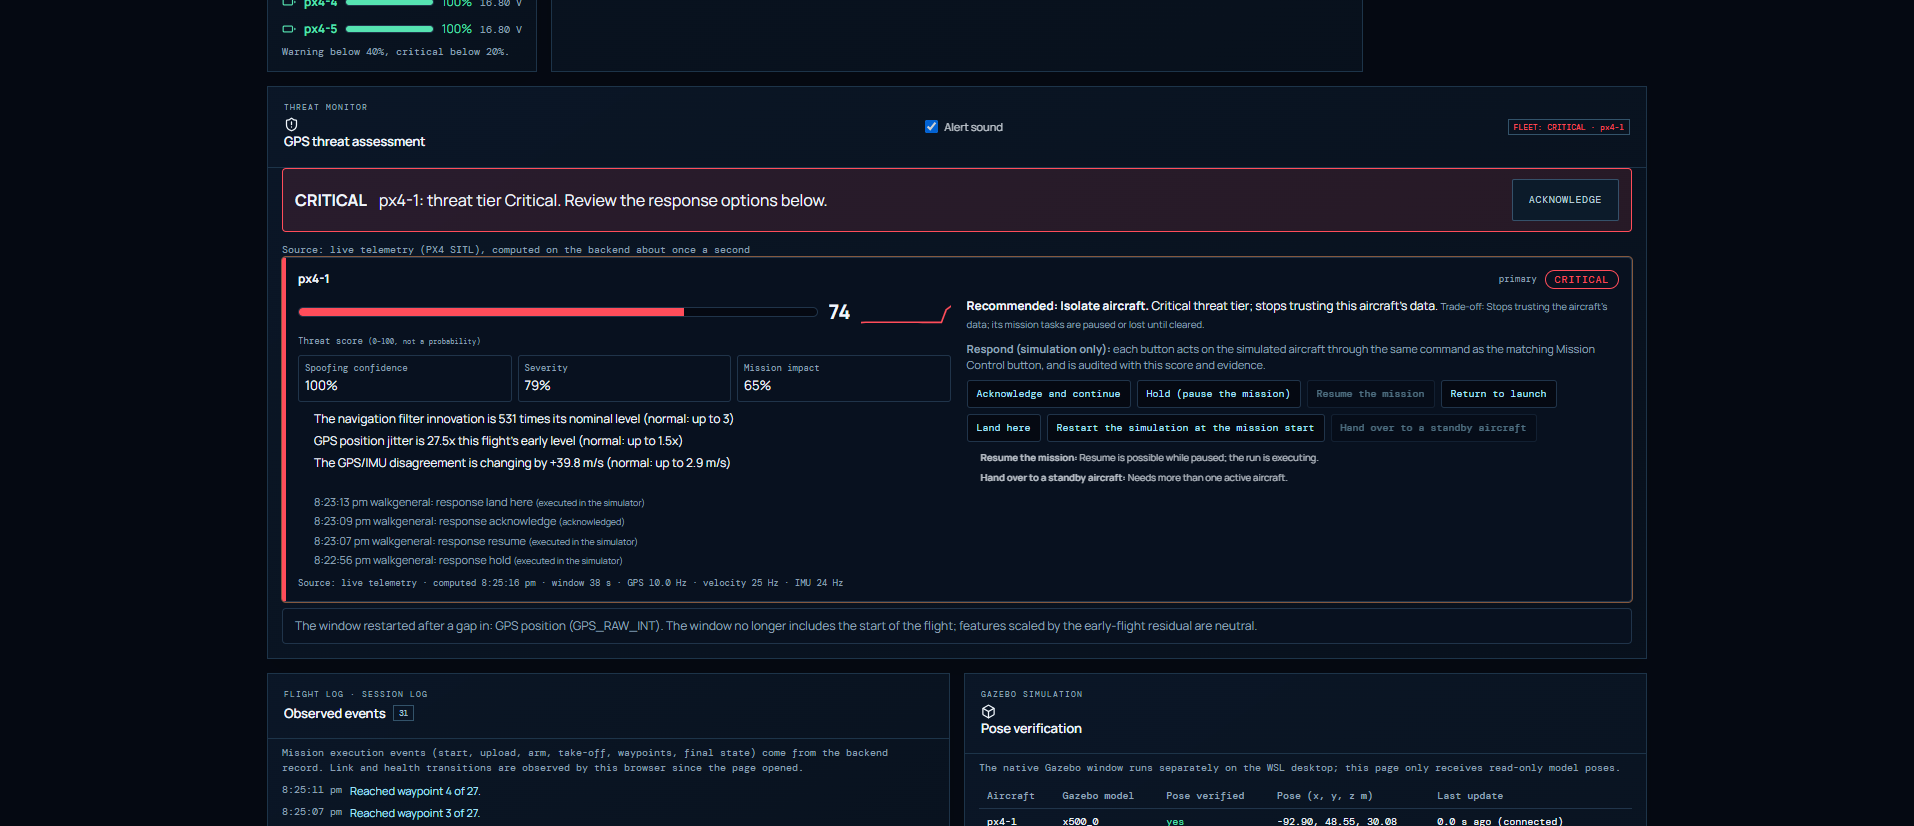 px4-4 100% 16.80 V
px4-5 100% 16.80 V
Warning below 40%, critical below 20%.
THREAT MONITOR
GPS threat assessment
Alert sound
FLEET: CRITICAL · px4-1
CRITICAL px4-1: threat tier Critical. Review the response options below.
ACKNOWLEDGE
Source: live telemetry (PX4 SITL), computed on the backend about once a second
px4-1
primary CRITICAL
74
Threat score (0-100, not a probability)
Spoofing confidence
100%
Severity
79%
Mission impact
65%
The navigation filter innovation is 531 times its nominal level (normal: up to 3)
GPS position jitter is 27.5x this flight's early level (normal: up to 1.5x)
The GPS/IMU disagreement is changing by +39.8 m/s (normal: up to 2.9 m/s)
8:23:13 pm walkgeneral: response land here (executed in the simulator)
8:23:09 pm walkgeneral: response acknowledge (acknowledged)
8:23:07 pm walkgeneral: response resume (executed in the simulator)
8:22:56 pm walkgeneral: response hold (executed in the simulator)
Source: live telemetry · computed 8:25:16 pm · window 38 s · GPS 10.0 Hz · velocity 25 Hz · IMU 24 Hz
Recommended: Isolate aircraft. Critical threat tier; stops trusting this aircraft's data. Trade-off: Stops trusting the aircraft's
data; its mission tasks are paused or lost until cleared.
Respond (simulation only): each button acts on the simulated aircraft through the same command as the matching Mission
Control button, and is audited with this score and evidence.
Acknowledge and continue
Hold (pause the mission)
Resume the mission
Return to launch
Land here
Restart the simulation at the mission start
Hand over to a standby aircraft
Resume the mission: Resume is possible while paused; the run is executing.
Hand over to a standby aircraft: Needs more than one active aircraft.
The window restarted after a gap in: GPS position (GPS_RAW_INT). The window no longer includes the start of the flight; features scaled by the early-flight residual are neutral.
FLIGHT LOG · SESSION LOG
Observed events 31
Mission execution events (start, upload, arm, take-off, waypoints, final state) come from the backend
record. Link and health transitions are observed by this browser since the page opened.
8:25:11 pm Reached waypoint 4 of 27.
8:25:07 pm Reached waypoint 3 of 27.
GAZEBO SIMULATION
Pose verification
The native Gazebo window runs separately on the WSL desktop; this page only receives read-only model poses.
Aircraft Gazebo model Pose verified Pose (x, y, z m) Last update
px4-1 x500_0 yes -92.90, 48.55, 30.08 0.0 s ago (connected)